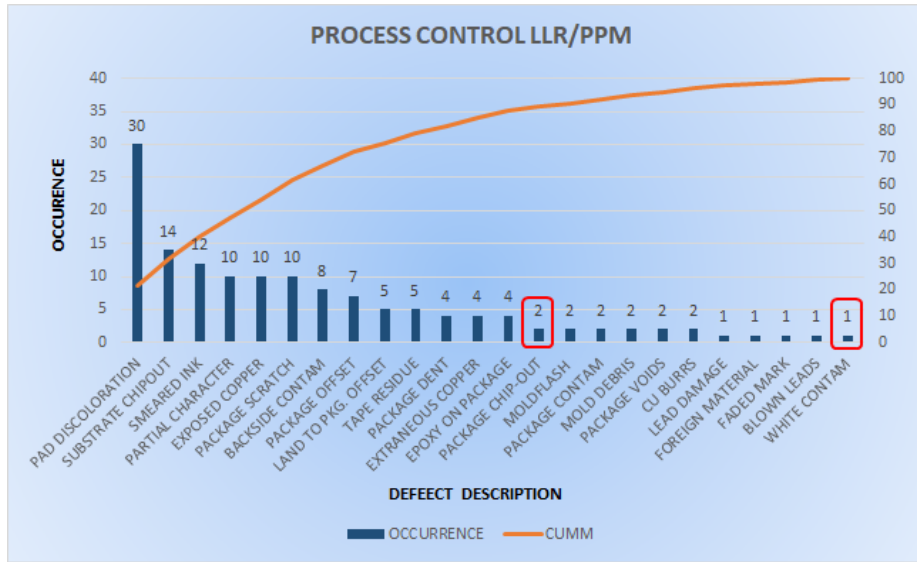 PROCESS CONTROL LLR/PPM
40
35
30
25
20
15
10
5
0
OCCURENCE
30
14
12
10
10
10
8
7
5
5
4
4
4
2
2
2
2
2
2
1
1
1
1
1
100
90
80
70
60
50
40
30
20
10
0
PAD DISCOLORATION
SUBSTRATE CHIPOUT
SMEARED INK
PARTIAL CHARACTER
EXPOSED COPPER
PACKAGE SCRATCH
BACKSIDE CONTAM
PACKAGE OFFSET
LAND TO PKG. OFFSET
TAPE RESIDUE
PACKAGE DENT
EXTRANEOUS COPPER
EPOXY ON PACKAGE
PACKAGE CHIP-OUT
MOLDFLASH
PACKAGE CONTAM
MOLD DEBRIS
PACKAGE VOIDS
CU BURRS
LEAD DAMAGE
FOREIGN MATERIAL
FADED MARK
BLOWN LEADS
WHITE CONTAM
DEFEECT DESCRIPTION
OCCURRENCE
CUMM